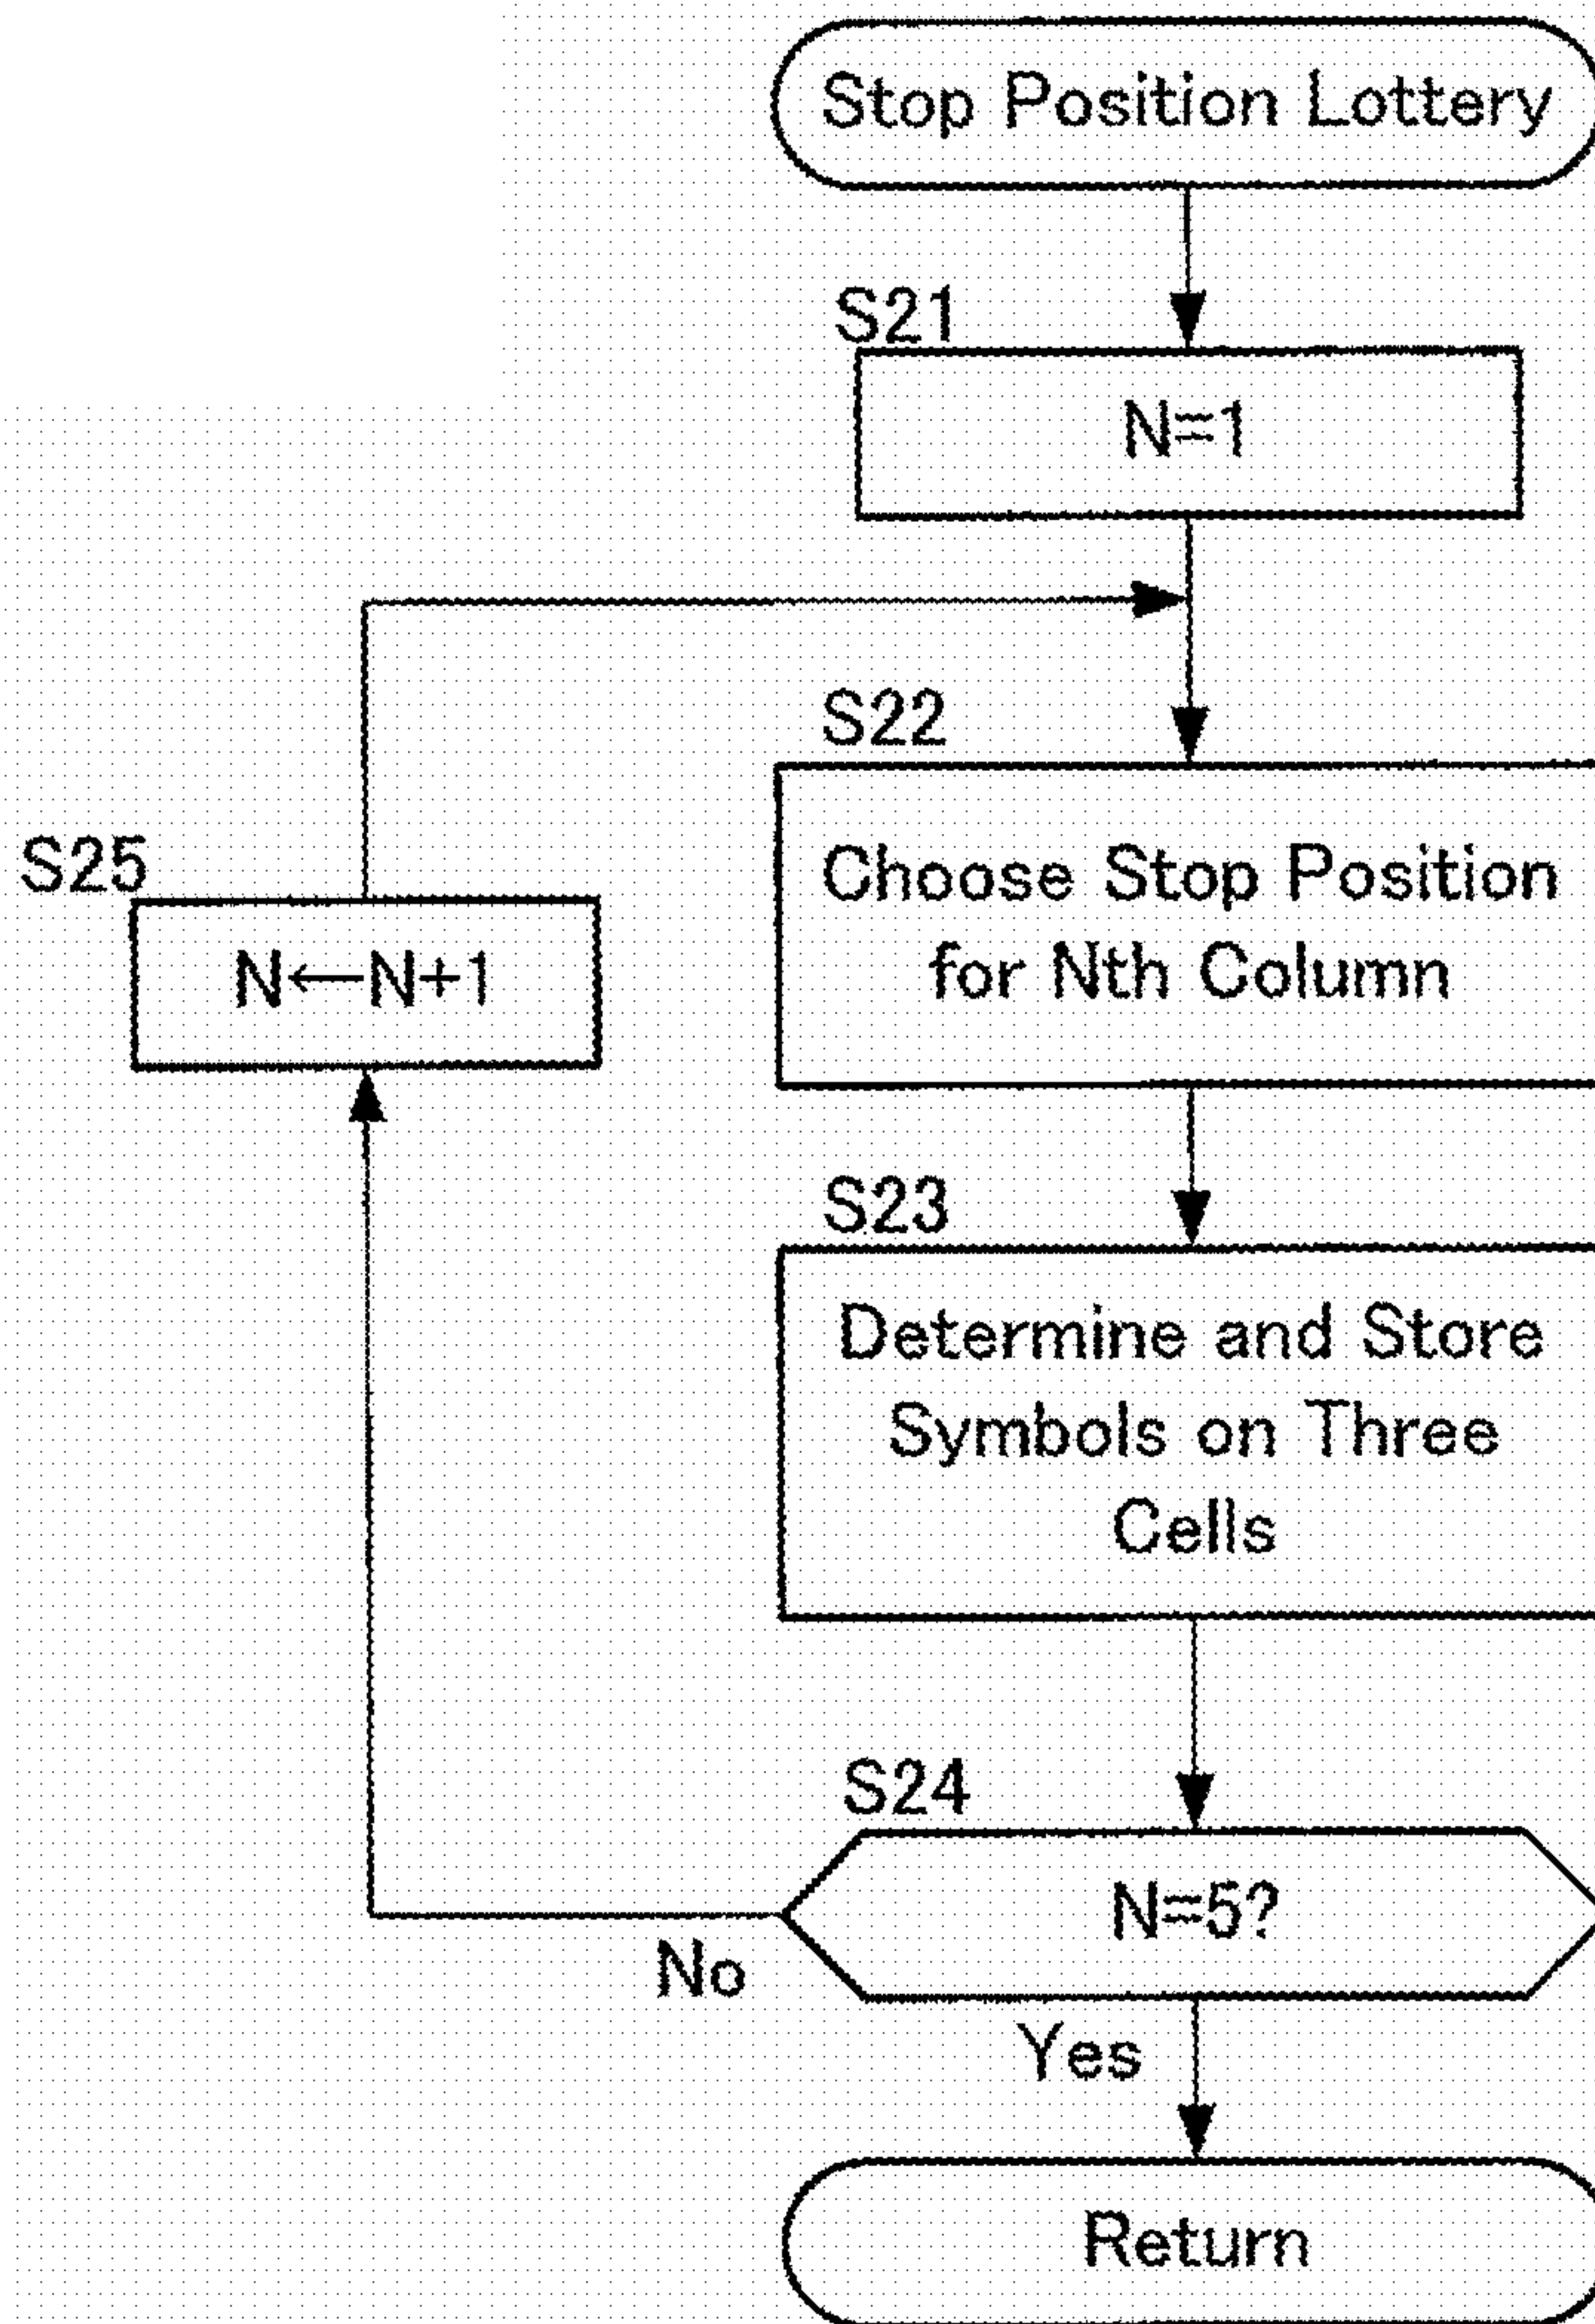 Stop Position Lottery
S21
N=1
S22
Choose Stop Position
for Nth Column
S25
N←N+1
S23
Determine and Store
Symbols on Three
Cells
S24
N=5?
No
Yes
Return